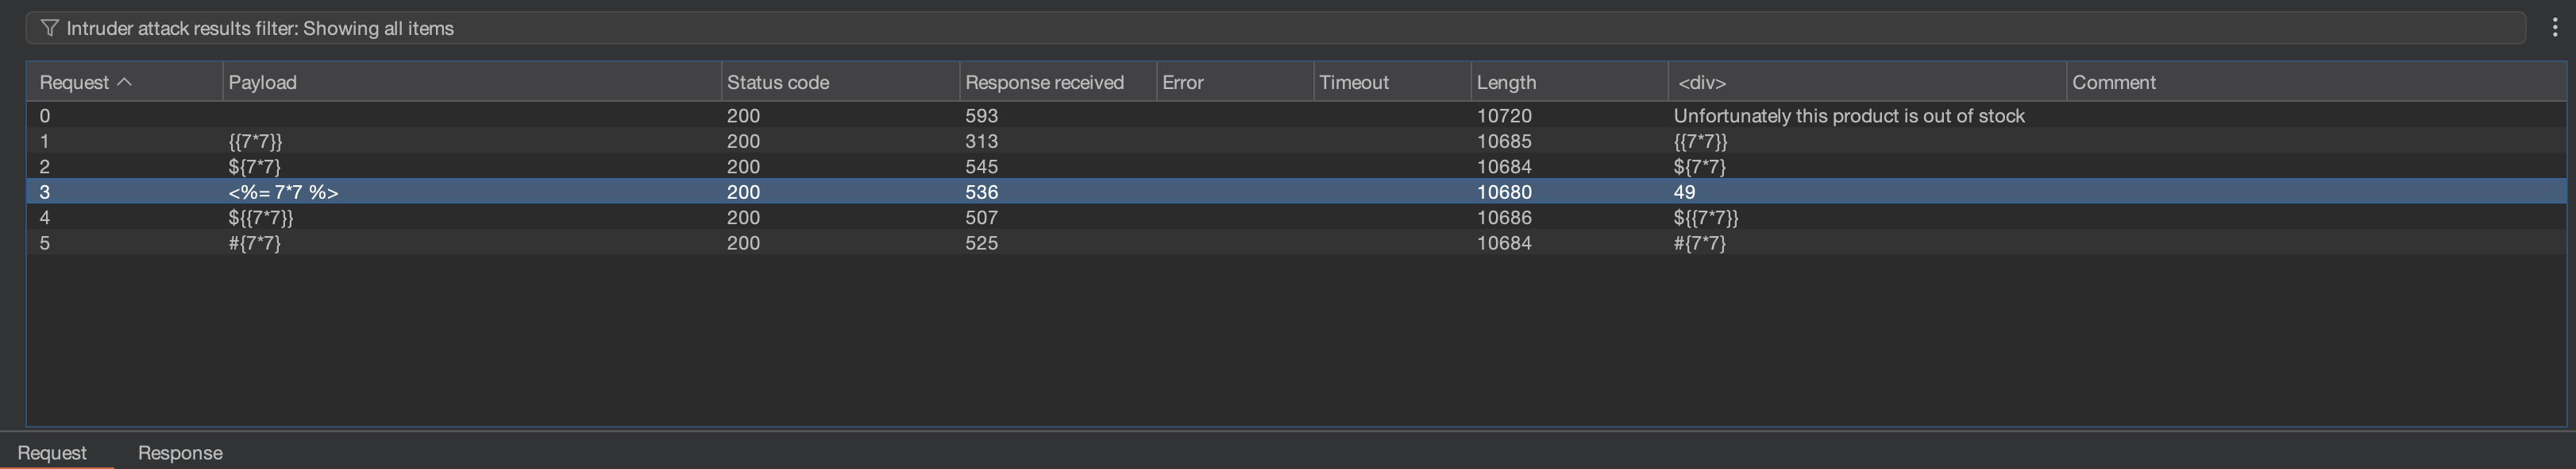 Intruder attack results filter: Showing all items
Request Payload Status code Response received Error Timeout Length <div> Comment
0 200 593 10720 Unfortunately this product is out of stock
1 {{7*7}} 200 313 10685 {{7*7}}
2 ${7*7} 200 545 10684 ${7*7}
3 <%= 7*7 %> 200 536 10680 49
4 ${{7*7}} 200 507 10686 ${{7*7}}
5 #{7*7} 200 525 10684 #{7*7}
Request Response